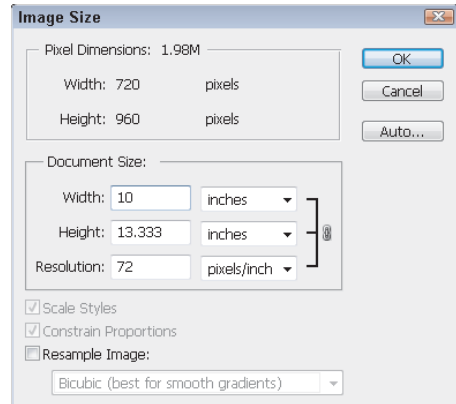 Image Size
Pixel Dimensions: 1.98M
Width: 720 pixels
Height: 960 pixels
OK
Cancel
Auto...
Document Size:
Width: 10 inches
Height: 13.333 inches
Resolution: 72 pixels/inch
Scale Styles
Constrain Proportions
Resample Image:
Bicubic (best for smooth gradients)